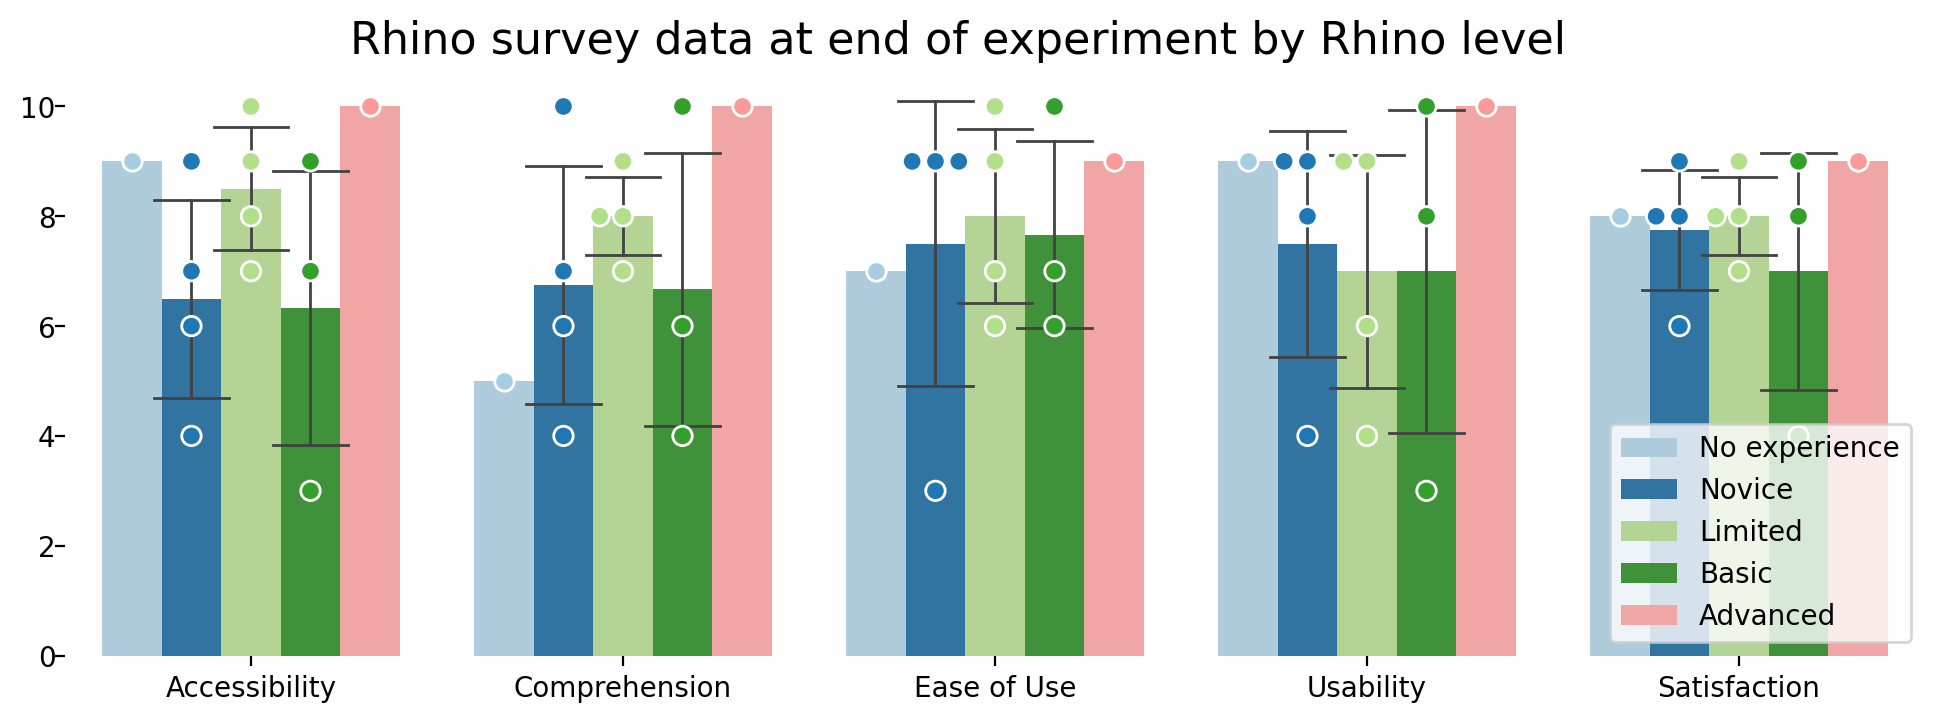 Rhino survey data at end of experiment by Rhino level
10
8
6
4
2
0
Accessibility
Comprehension
Ease of Use
Usability
Satisfaction
No experience
Novice
Limited
Basic
Advanced